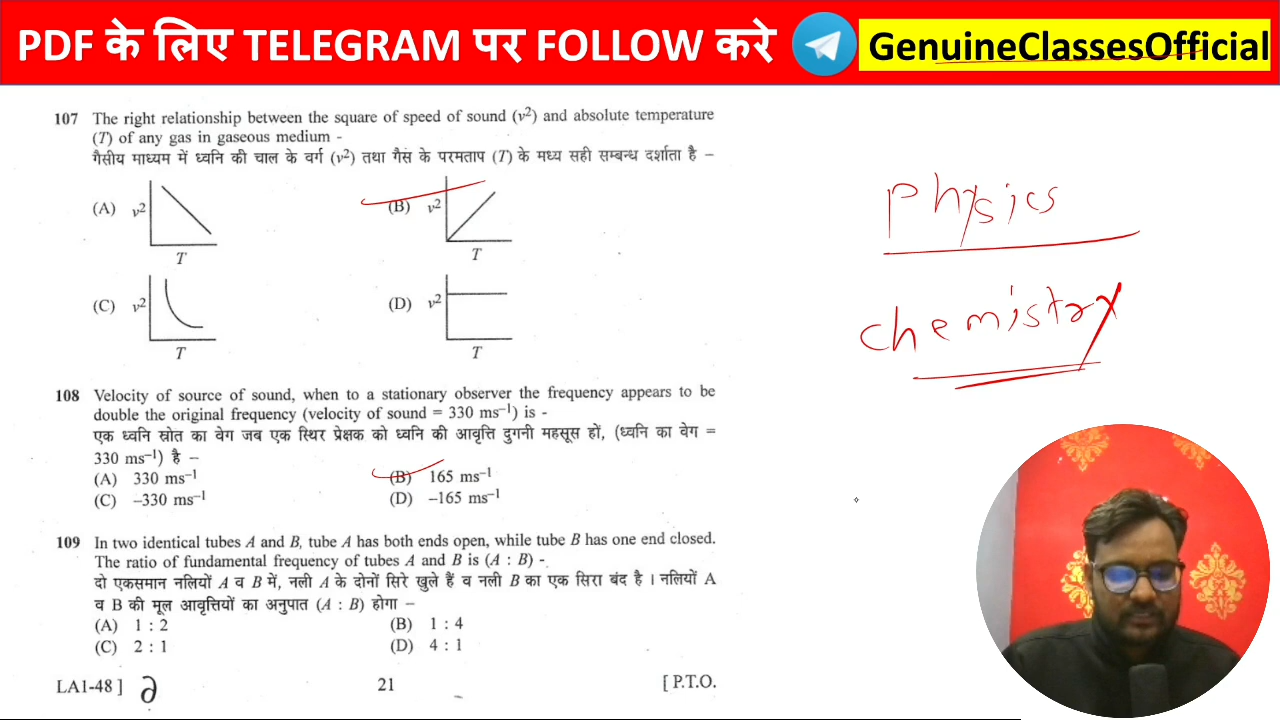 PDF के लिए TELEGRAM पर FOLLOW करे GenuineClassesOfficial
107 The right relationship between the square of speed of sound (v²) and absolute temperature
(T) of any gas in gaseous medium -
गैसीय माध्यम में ध्वनि की चाल के वर्ग (v²) तथा गैस के परमताप (T) के मध्य सही सम्बन्ध दर्शाता है –
(A) v² T
(B) v² T
(C) v² T
(D) v² T
108 Velocity of source of sound, when to a stationary observer the frequency appears to be
double the original frequency (velocity of sound = 330 ms⁻¹) is -
एक ध्वनि स्रोत का वेग जब एक स्थिर प्रेक्षक को ध्वनि की आवृत्ति दुगनी महसूस हों, (ध्वनि का वेग =
330 ms⁻¹) है –
(A) 330 ms⁻¹ (B) 165 ms⁻¹
(C) –330 ms⁻¹ (D) –165 ms⁻¹
109 In two identical tubes A and B, tube A has both ends open, while tube B has one end closed.
The ratio of fundamental frequency of tubes A and B is (A : B) -
दो एकसमान नलियों A व B में, नली A के दोनों सिरे खुले हैं व नली B का एक सिरा बंद है । नलियों A
व B की मूल आवृत्तियों का अनुपात (A : B) होगा –
(A) 1 : 2 (B) 1 : 4
(C) 2 : 1 (D) 4 : 1
LA1-48 ] 21 [ P.T.O.
Physics
chemistry